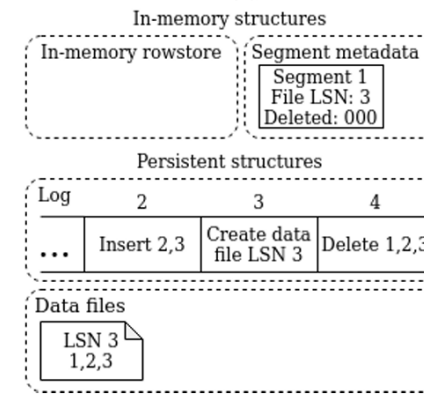 In-memory structures
In-memory rowstore
Segment metadata
Segment 1
File LSN: 3
Deleted: 000
Persistent structures
Log
2
3
4
...
Insert 2,3
Create data
file LSN 3
Delete 1,2,3
Data files
LSN 3
1,2,3